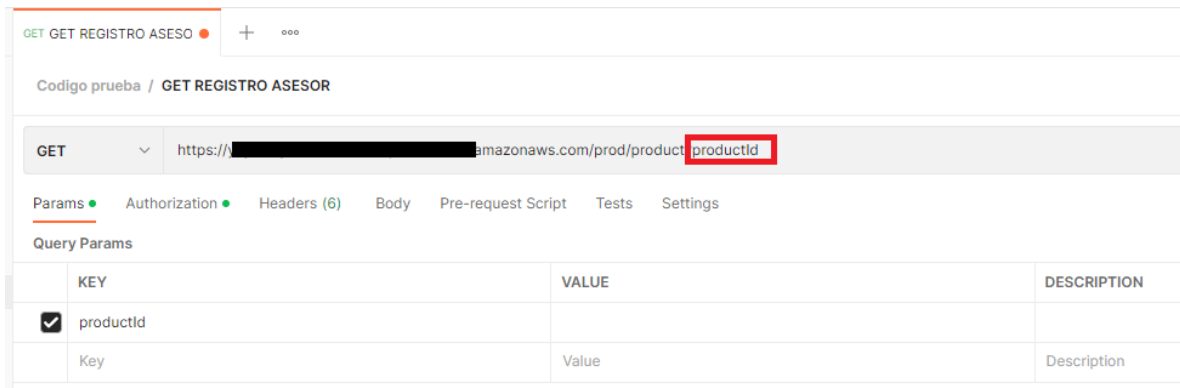 GET GET REGISTRO ASESO
Codigo prueba / GET REGISTRO ASESOR
GET https:// amazonaws.com/prod/product productId
Params Authorization Headers (6) Body Pre-request Script Tests Settings
Query Params
KEY VALUE DESCRIPTION
productId
Key Value Description